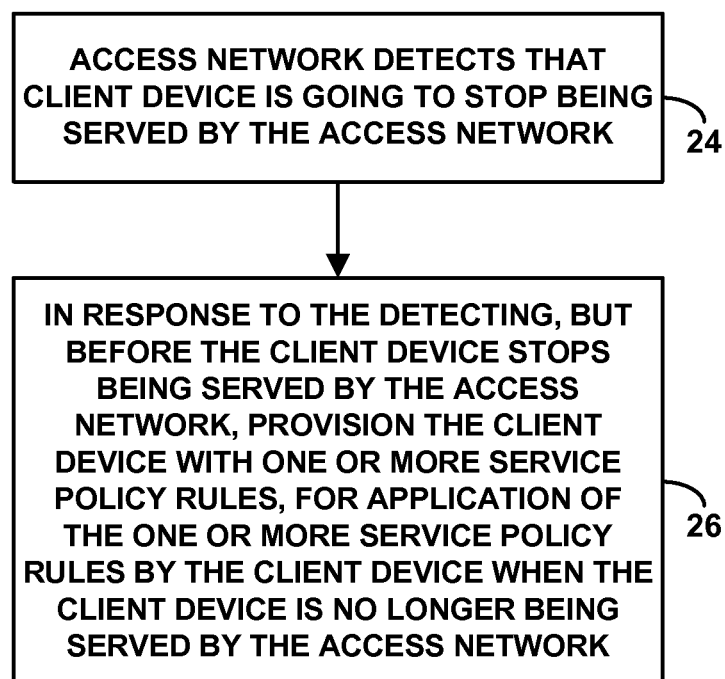 ACCESS NETWORK DETECTS THAT
CLIENT DEVICE IS GOING TO STOP BEING
SERVED BY THE ACCESS NETWORK
24
IN RESPONSE TO THE DETECTING, BUT
BEFORE THE CLIENT DEVICE STOPS
BEING SERVED BY THE ACCESS
NETWORK, PROVISION THE CLIENT
DEVICE WITH ONE OR MORE SERVICE
POLICY RULES, FOR APPLICATION OF
THE ONE OR MORE SERVICE POLICY
RULES BY THE CLIENT DEVICE WHEN THE
CLIENT DEVICE IS NO LONGER BEING
SERVED BY THE ACCESS NETWORK
26